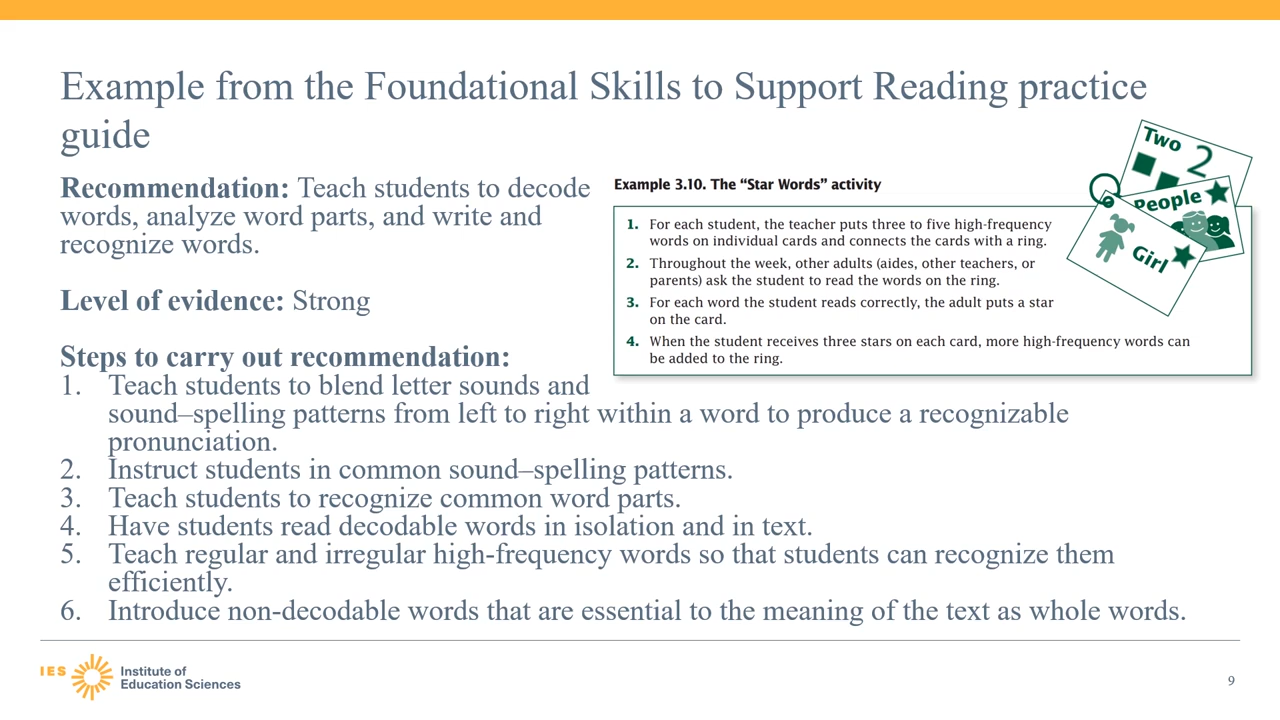 Example from the Foundational Skills to Support Reading practice
guide
Recommendation: Teach students to decode
words, analyze word parts, and write and
recognize words.
Level of evidence: Strong
Steps to carry out recommendation:
1. Teach students to blend letter sounds and
sound–spelling patterns from left to right within a word to produce a recognizable
pronunciation.
2. Instruct students in common sound–spelling patterns.
3. Teach students to recognize common word parts.
4. Have students read decodable words in isolation and in text.
5. Teach regular and irregular high-frequency words so that students can recognize them
efficiently.
6. Introduce non-decodable words that are essential to the meaning of the text as whole words.
Example 3.10. The “Star Words” activity
1. For each student, the teacher puts three to five high-frequency
words on individual cards and connects the cards with a ring.
2. Throughout the week, other adults (aides, other teachers, or
parents) ask the student to read the words on the ring.
3. For each word the student reads correctly, the adult puts a star
on the card.
4. When the student receives three stars on each card, more high-frequency words can
be added to the ring.
Two 2
People
Girl
IES
Institute of
Education Sciences
9